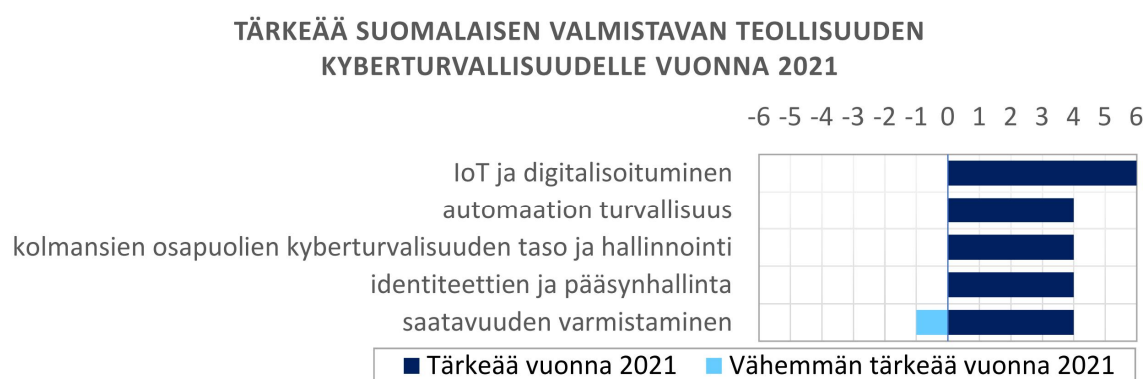 TÄRKEÄÄ SUOMALAISEN VALMISTAVAN TEOLLISUUDEN
KYBERTURVALLISUUDELLE VUONNA 2021
-6 -5 -4 -3 -2 -1 0 1 2 3 4 5 6
IoT ja digitalisoituminen
automaation turvallisuus
kolmansien osapuolien kyberturvalisuuden taso ja hallinnointi
identiteettien ja pääsynhallinta
saatavuuden varmistaminen
Tärkeää vuonna 2021 Vähemmän tärkeää vuonna 2021